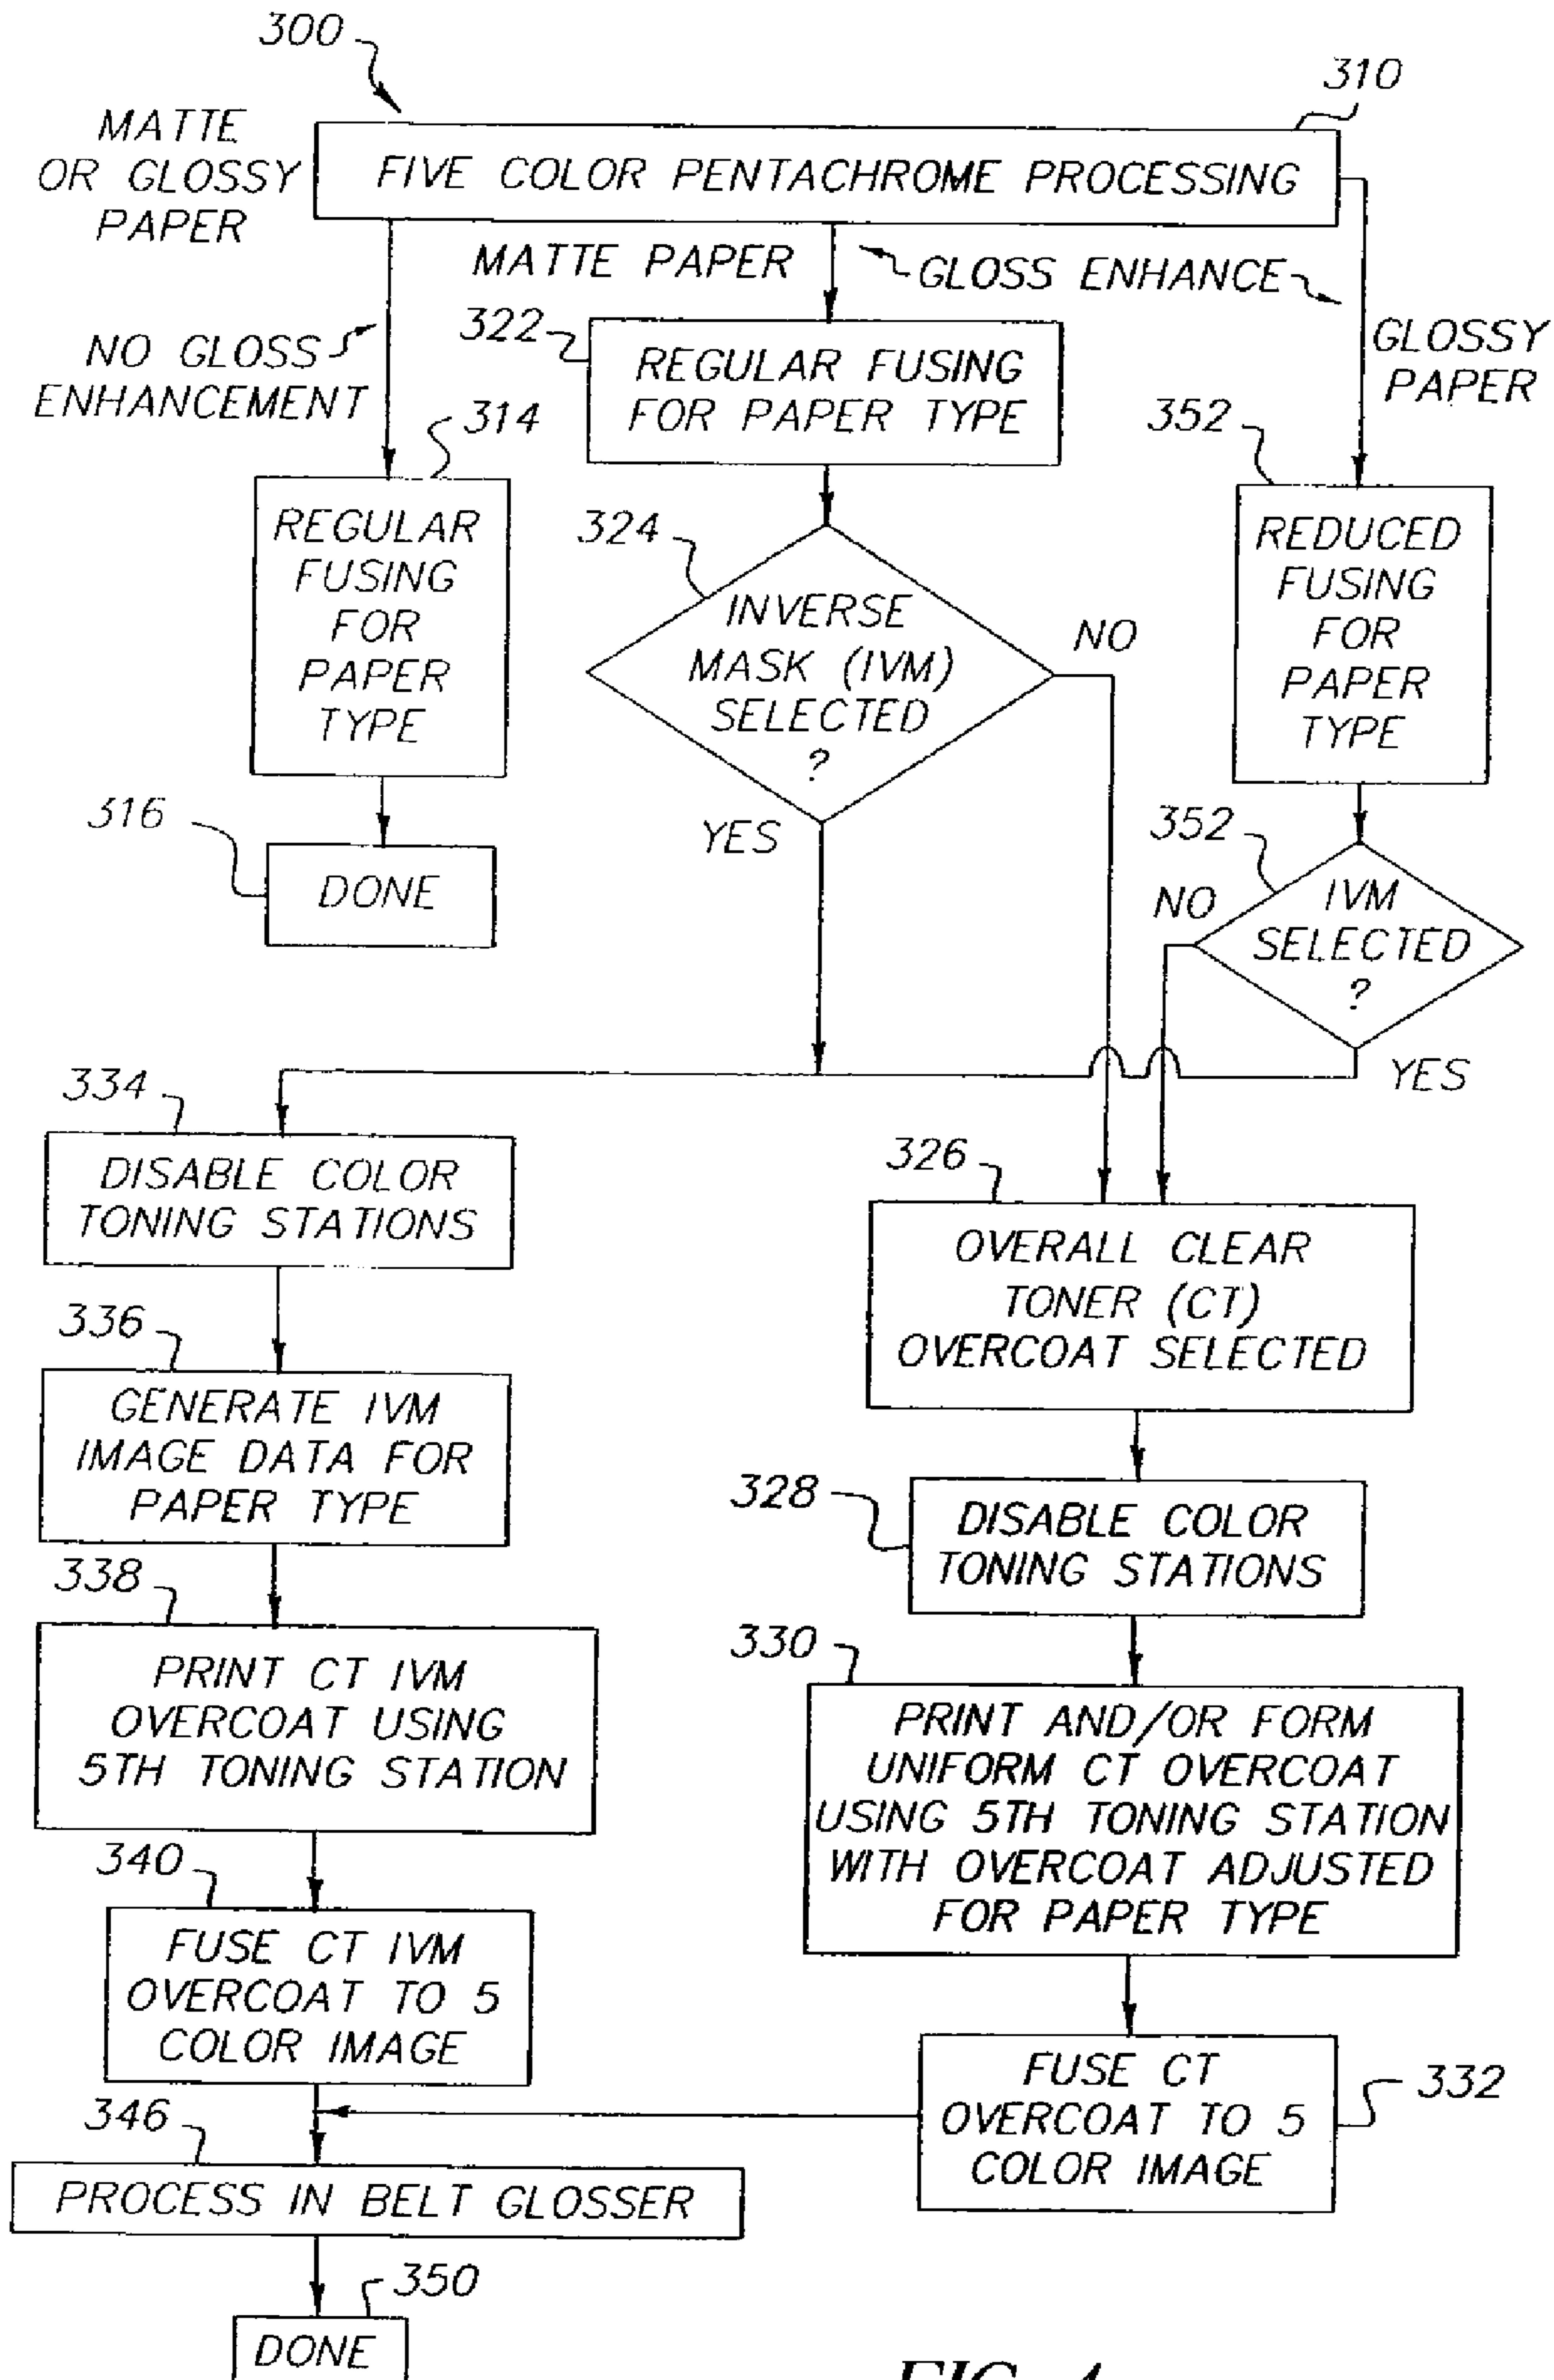 300
310
MATTE
OR GLOSSY
PAPER
FIVE COLOR PENTACHROME PROCESSING
MATTE PAPER
GLOSS ENHANCE
NO GLOSS
ENHANCEMENT
GLOSSY
PAPER
322
REGULAR FUSING
FOR PAPER TYPE
314
REGULAR
FUSING
FOR
PAPER
TYPE
352
REDUCED
FUSING
FOR
PAPER
TYPE
324
INVERSE
MASK (IVM)
SELECTED
?
NO
YES
316
DONE
352
IVM
SELECTED
?
NO
YES
334
DISABLE COLOR
TONING STATIONS
326
OVERALL CLEAR
TONER (CT)
OVERCOAT SELECTED
336
GENERATE IVM
IMAGE DATA FOR
PAPER TYPE
328
DISABLE COLOR
TONING STATIONS
338
PRINT CT IVM
OVERCOAT USING
5TH TONING STATION
330
PRINT AND/OR FORM
UNIFORM CT OVERCOAT
USING 5TH TONING STATION
WITH OVERCOAT ADJUSTED
FOR PAPER TYPE
340
FUSE CT IVM
OVERCOAT TO 5
COLOR IMAGE
332
FUSE CT
OVERCOAT TO 5
COLOR IMAGE
346
PROCESS IN BELT GLOSSER
350
DONE